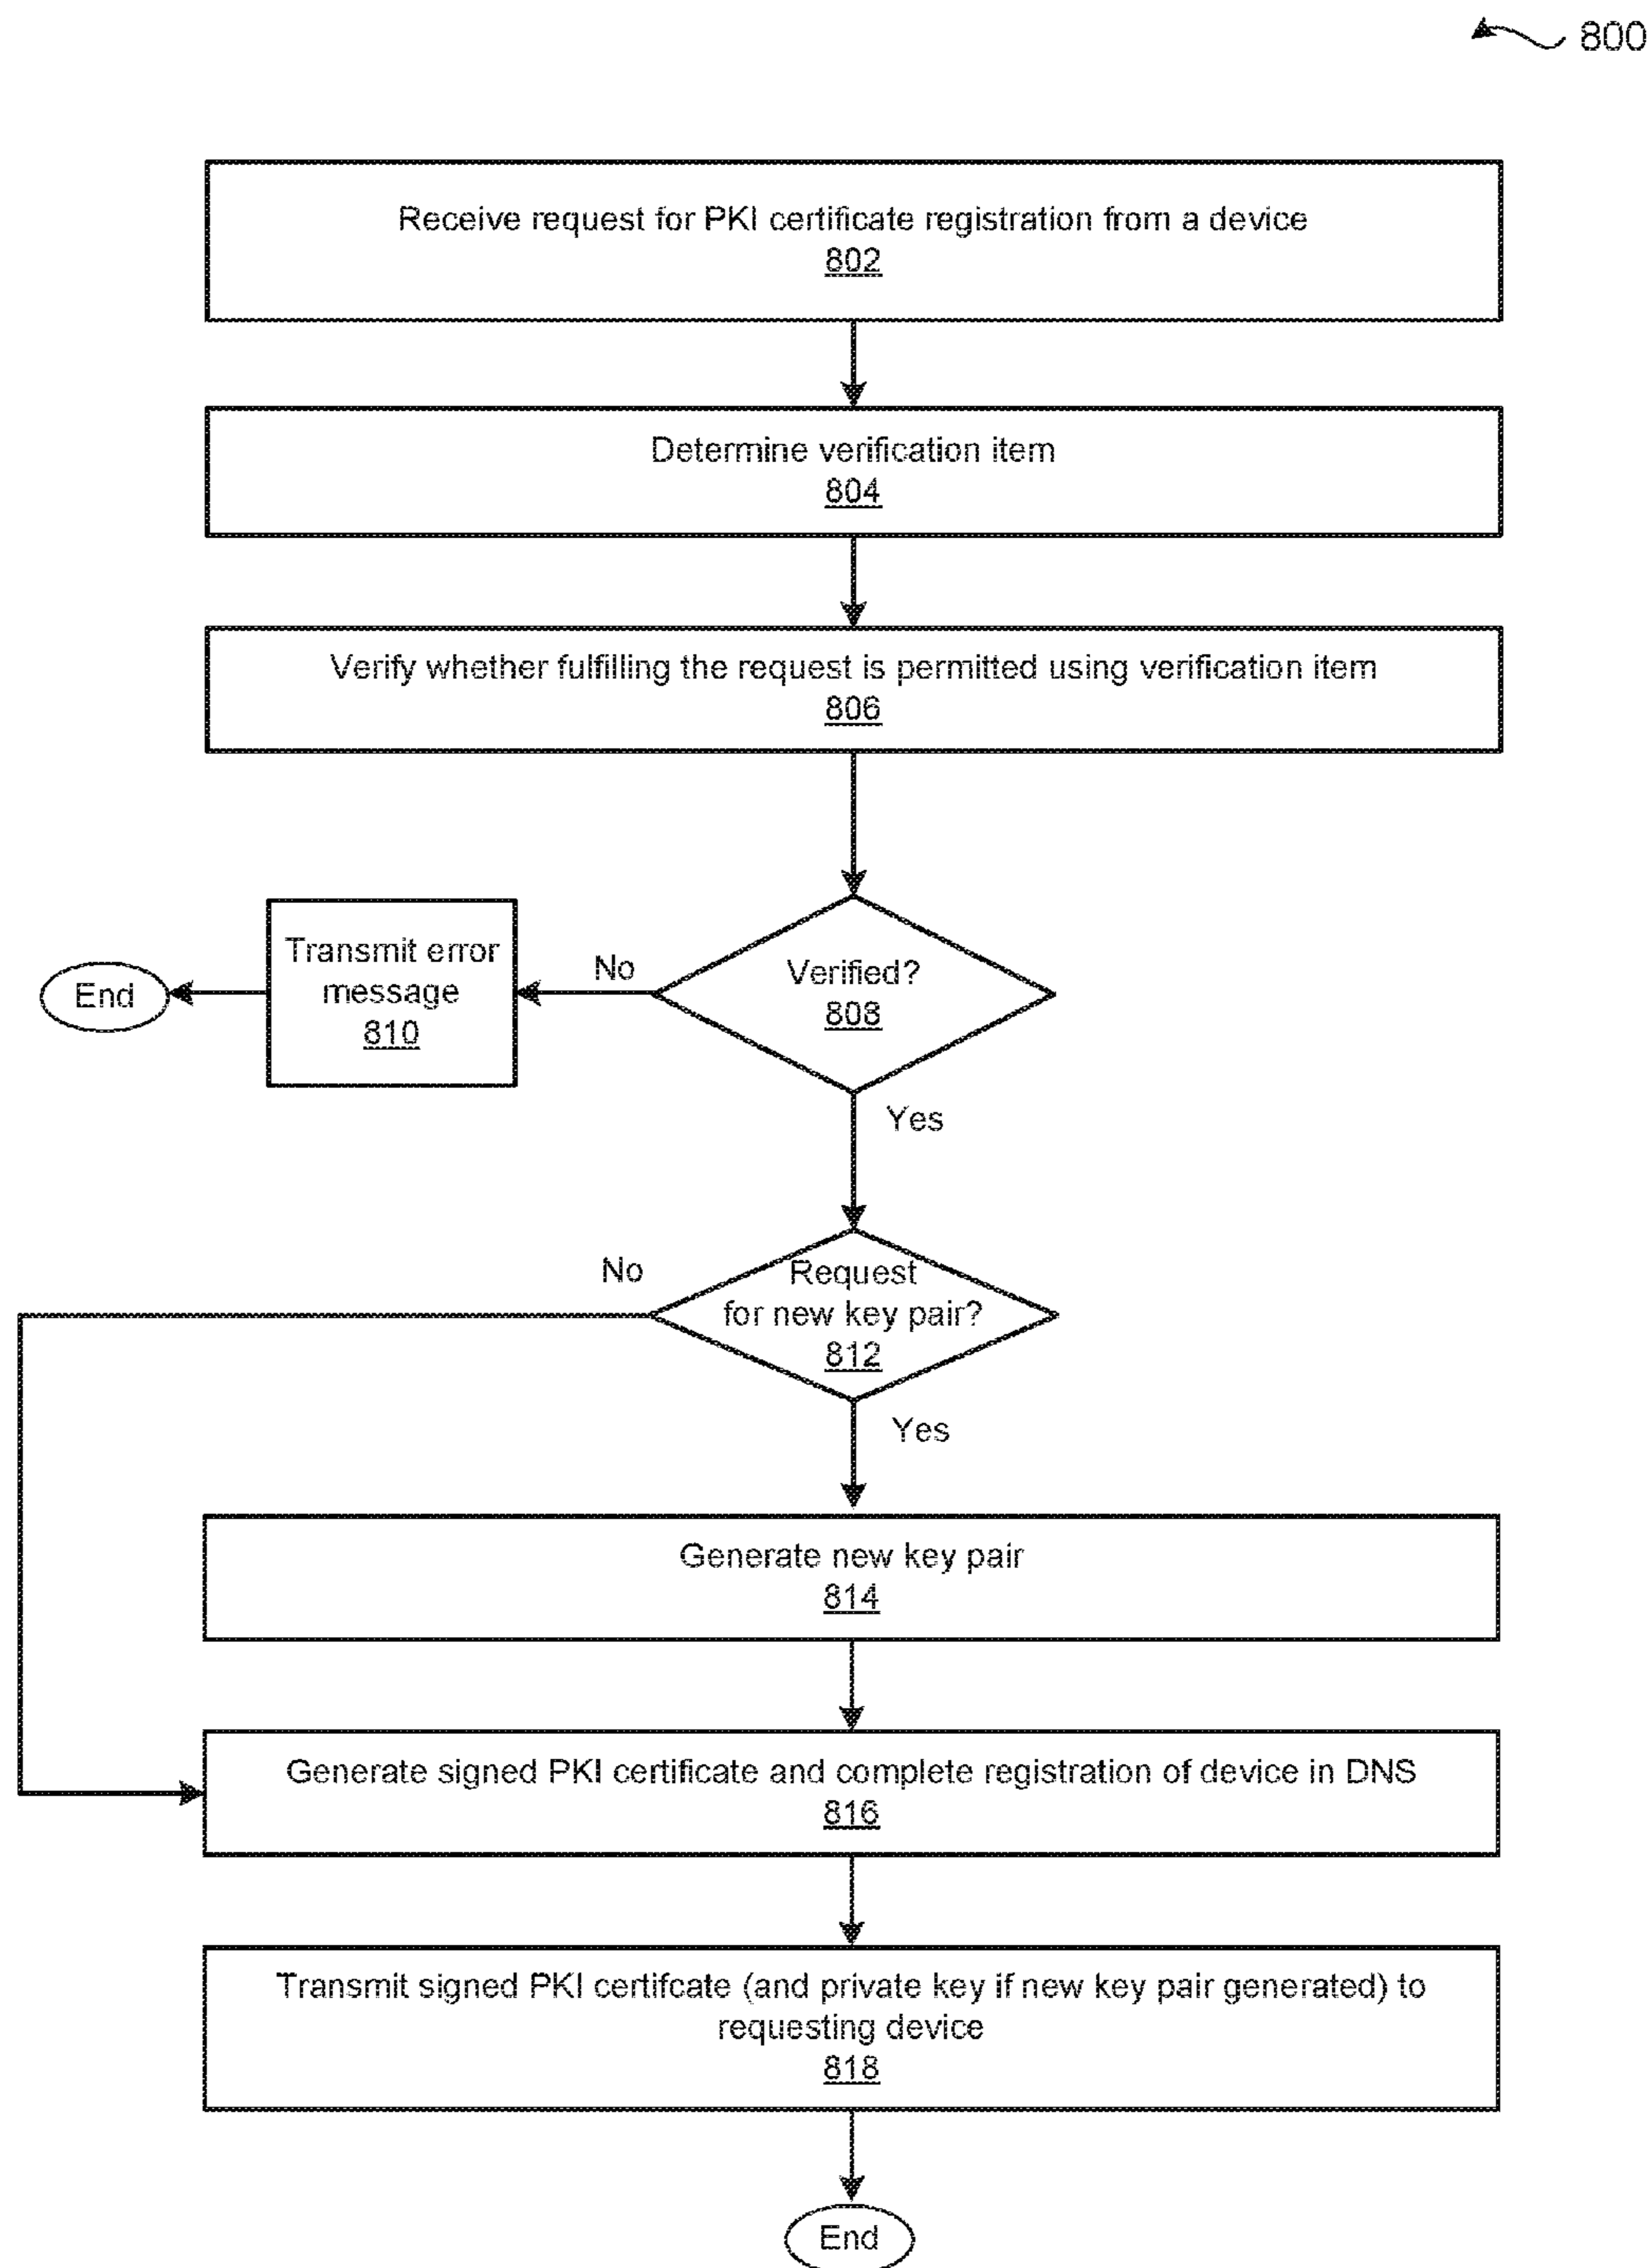 800
Receive request for PKI certificate registration from a device
802
Determine verification item
804
Verify whether fulfilling the request is permitted using verification item
806
Transmit error
message
810
End
No
Verified?
808
Yes
No
Request
for new key pair?
812
Yes
Generate new key pair
814
Generate signed PKI certificate and complete registration of device in DNS
816
Transmit signed PKI certifcate (and private key if new key pair generated) to
requesting device
818
End